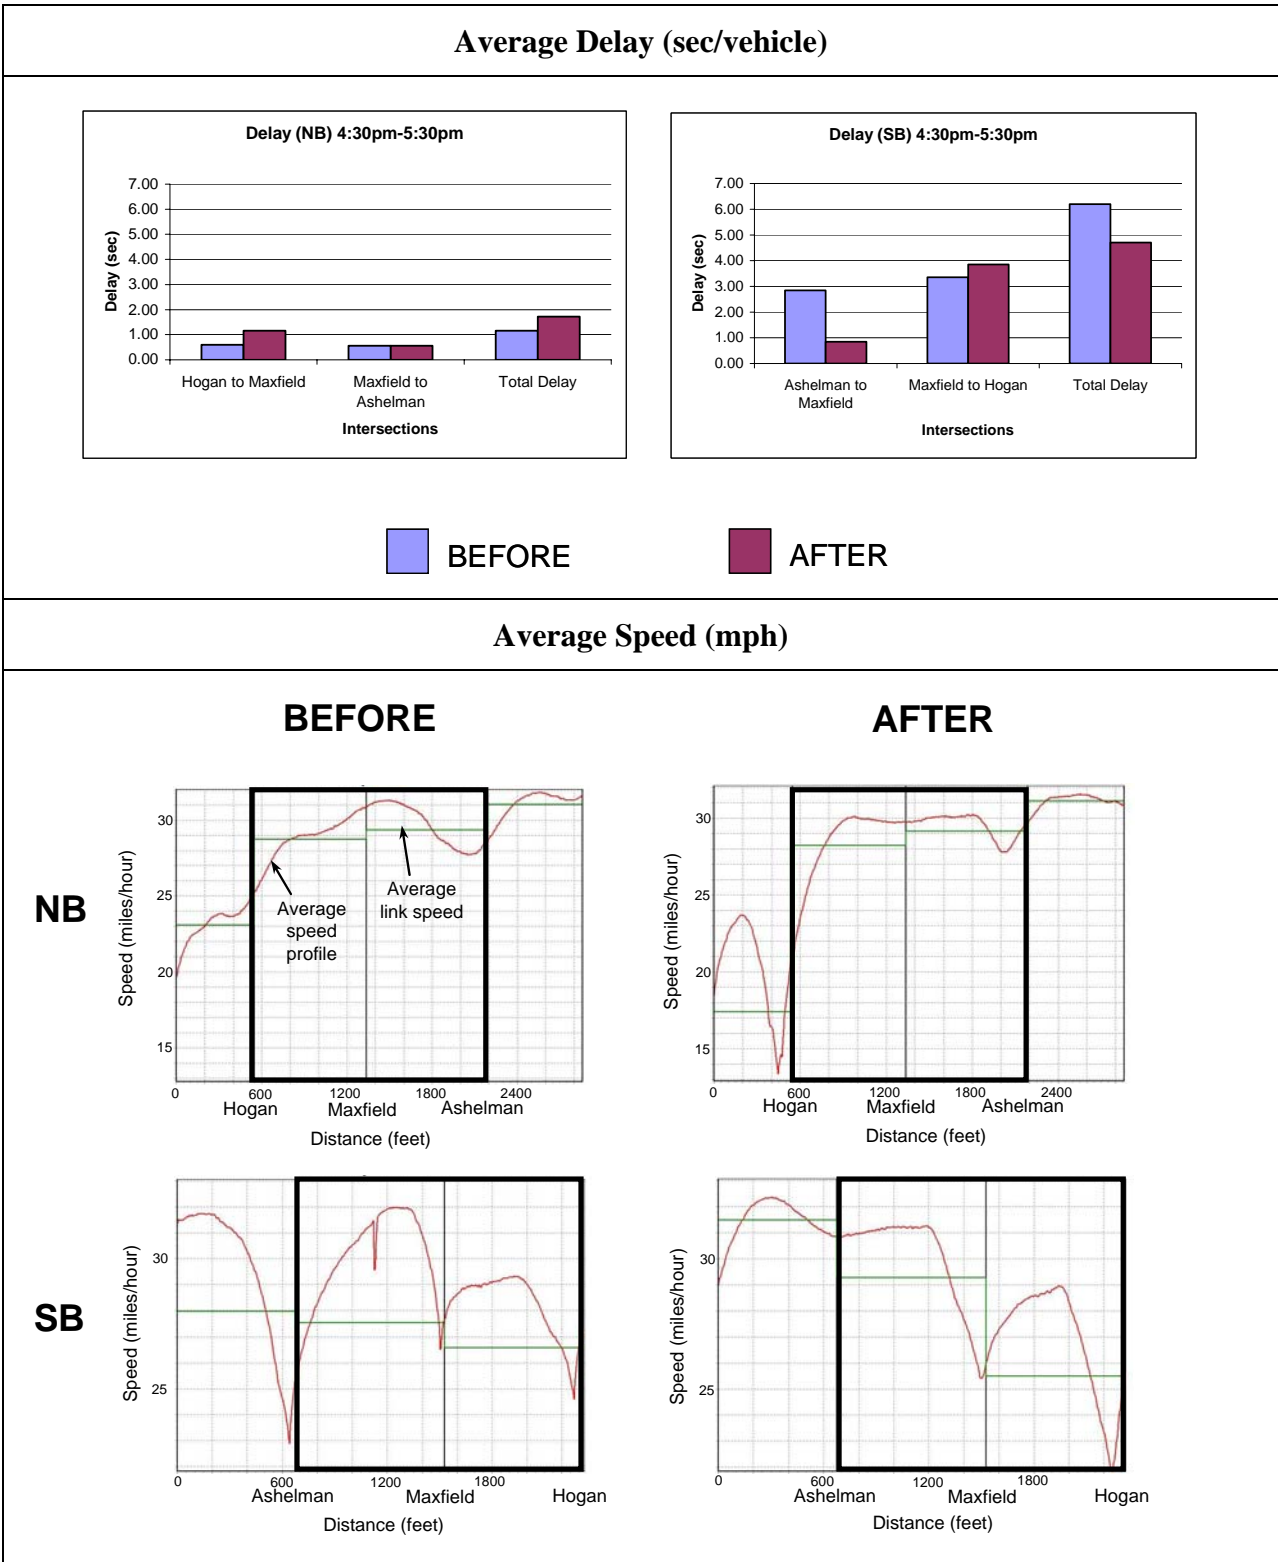 Average Delay (sec/vehicle)
Delay (NB) 4:30pm-5:30pm
7.00
6.00
5.00
4.00
3.00
2.00
1.00
0.00
Delay (sec)
Hogan to Maxfield
Maxfield to
Ashelman
Total Delay
Intersections
Delay (SB) 4:30pm-5:30pm
7.00
6.00
5.00
4.00
3.00
2.00
1.00
0.00
Delay (sec)
Ashelman to
Maxfield
Maxfield to Hogan
Total Delay
Intersections
BEFORE
AFTER
Average Speed (mph)
BEFORE
AFTER
NB
Speed (miles/hour)
30
25
20
15
Average
speed
profile
Average
link speed
0 600 1200 1800 2400
Hogan Maxfield Ashelman
Distance (feet)
Speed (miles/hour)
30
25
20
15
0 600 1200 1800 2400
Hogan Maxfield Ashelman
Distance (feet)
SB
Speed (miles/hour)
30
25
0 600 1200 1800
Ashelman Maxfield Hogan
Distance (feet)
Speed (miles/hour)
30
25
0 600 1200 1800
Ashelman Maxfield Hogan
Distance (feet)